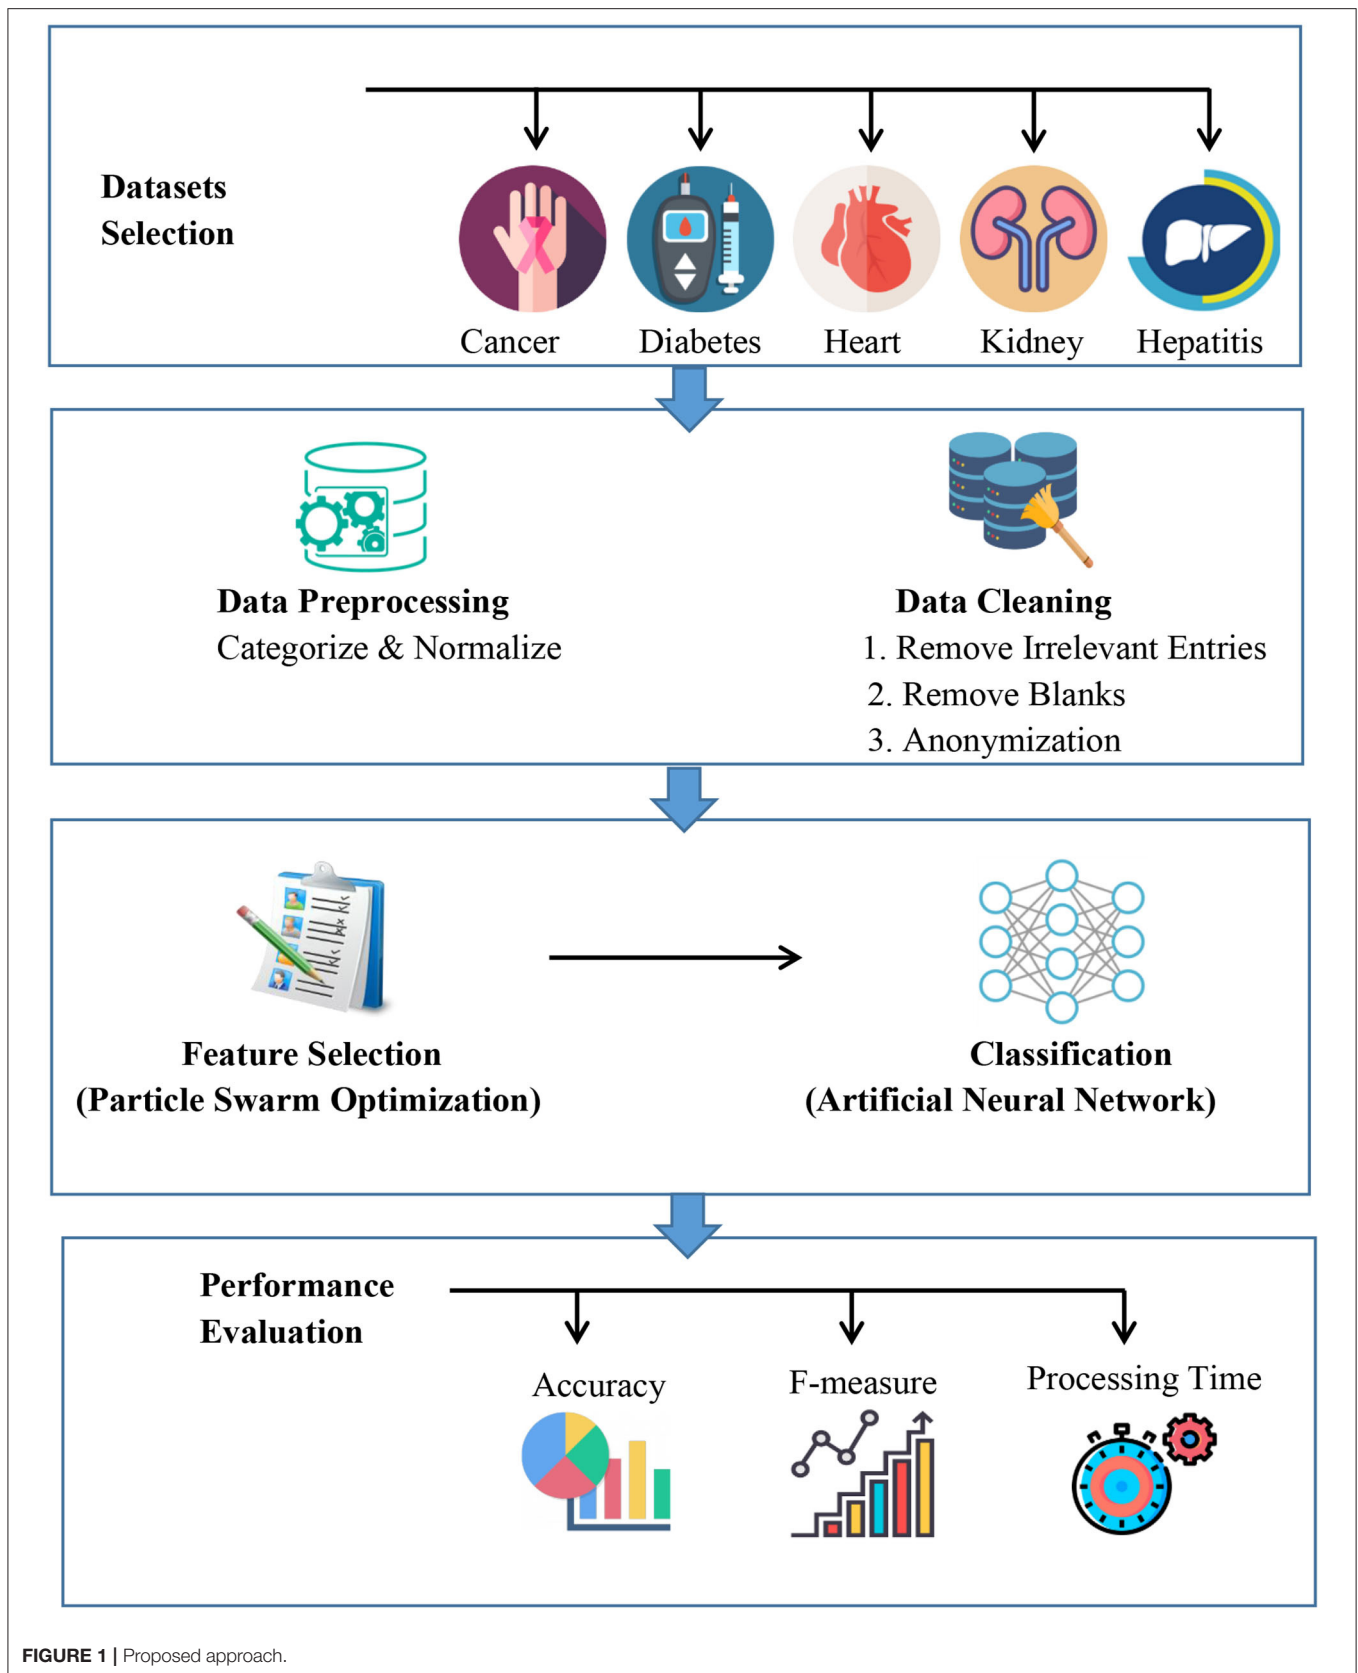 Datasets
Selection
Cancer
Diabetes
Heart
Kidney
Hepatitis
Data Preprocessing
Categorize & Normalize
Data Cleaning
1. Remove Irrelevant Entries
2. Remove Blanks
3. Anonymization
Feature Selection
(Particle Swarm Optimization)
Classification
(Artificial Neural Network)
Performance
Evaluation
Accuracy
F-measure
Processing Time
FIGURE 1 | Proposed approach.